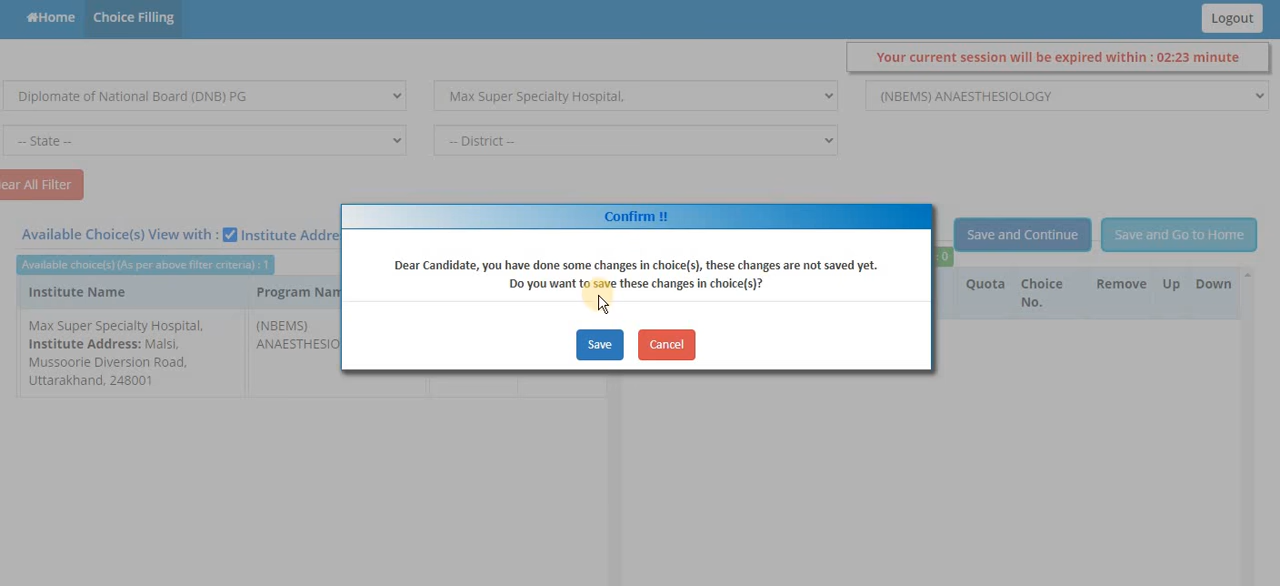 Home
Choice Filling
Logout
Your current session will be expired within : 02:23 minute
Diplomate of National Board (DNB) PG
Max Super Specialty Hospital,
(NBEMS) ANAESTHESIOLOGY
-- State --
-- District --
ear All Filter
Confirm !!
Available Choice(s) View with : Institute Addre
Save and Continue
Save and Go to Home
Available choice(s) (As per above filter criteria) : 1
: 0
Dear Candidate, you have done some changes in choice(s), these changes are not saved yet.
Do you want to save these changes in choice(s)?
Save
Cancel
Institute Name
Program Nam
Quota
Choice
No.
Remove
Up
Down
Max Super Specialty Hospital,
Institute Address: Malsi,
Mussoorie Diversion Road,
Uttarakhand, 248001
(NBEMS)
ANAESTHESIO